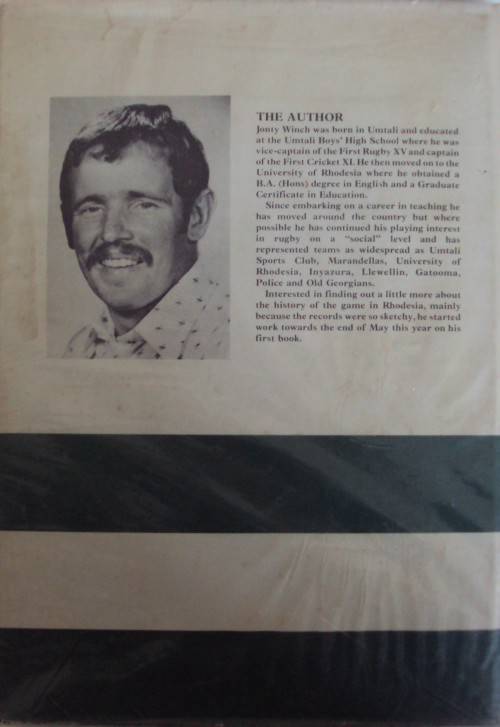 THE AUTHOR
Jonty Winch was born in Umtali and educated
at the Umtali Boys' High School where he was
vice-captain of the First Rugby XV and captain
of the First Cricket XI. He then moved on to the
University of Rhodesia where he obtained a
B.A. (Hons) degree in English and a Graduate
Certificate in Education.
Since embarking on a career in teaching he
has moved around the country but where
possible he has continued his playing interest
in rugby on a "social" level and has
represented teams as widespread as Umtali
Sports Club, Marandellas, University of
Rhodesia, Inyazura, Llewellin, Gatooma,
Police and Old Georgians.
Interested in finding out a little more about
the history of the game in Rhodesia, mainly
because the records were so sketchy, he started
work towards the end of May this year on his
first book.